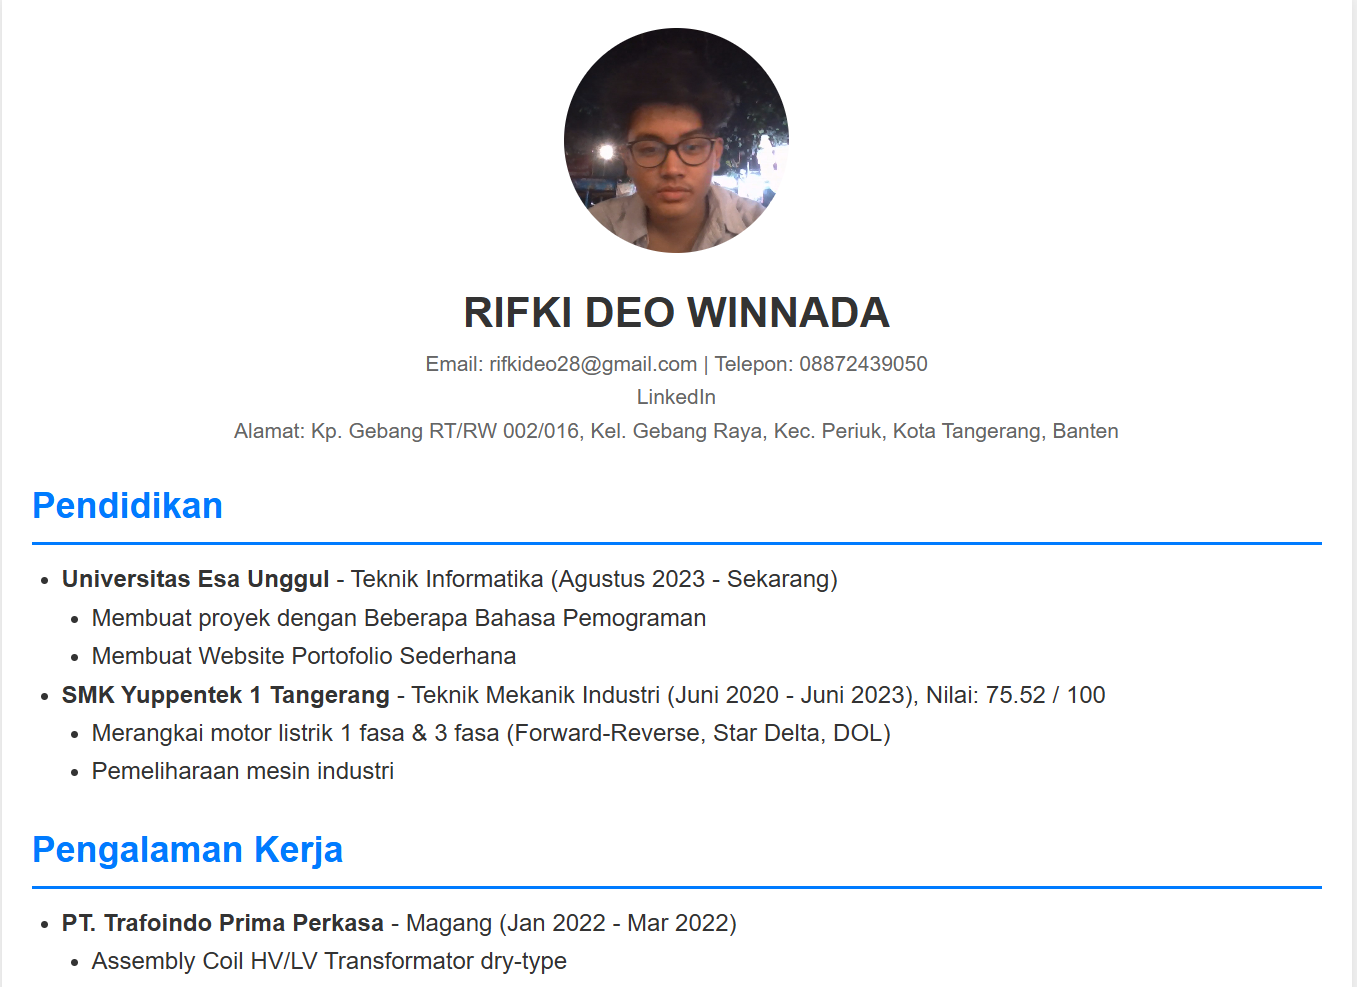 RIFKI DEO WINNADA
Email: rifkideo28@gmail.com | Telepon: 08872439050
LinkedIn
Alamat: Kp. Gebang RT/RW 002/016, Kel. Gebang Raya, Kec. Periuk, Kota Tangerang, Banten
Pendidikan
Universitas Esa Unggul - Teknik Informatika (Agustus 2023 - Sekarang)
Membuat proyek dengan Beberapa Bahasa Pemograman
Membuat Website Portofolio Sederhana
SMK Yuppentek 1 Tangerang - Teknik Mekanik Industri (Juni 2020 - Juni 2023), Nilai: 75.52 / 100
Merangkai motor listrik 1 fasa & 3 fasa (Forward-Reverse, Star Delta, DOL)
Pemeliharaan mesin industri
Pengalaman Kerja
PT. Trafoindo Prima Perkasa - Magang (Jan 2022 - Mar 2022)
Assembly Coil HV/LV Transformator dry-type